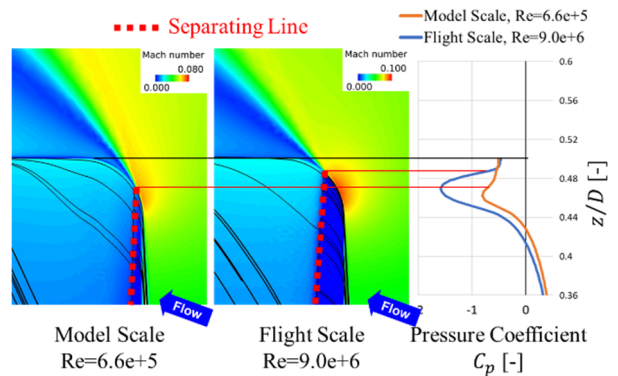 Separating Line
Model Scale, Re=6.6e+5
Flight Scale, Re=9.0e+6
Mach number
0.080
0.000
Mach number
0.100
0.000
0.6
0.56
0.52
0.48
0.44
0.4
0.36
z/D [-]
Flow
Flow
-1
0
Model Scale
Re=6.6e+5
Flight Scale
Re=9.0e+6
Pressure Coefficient
Cp [-]